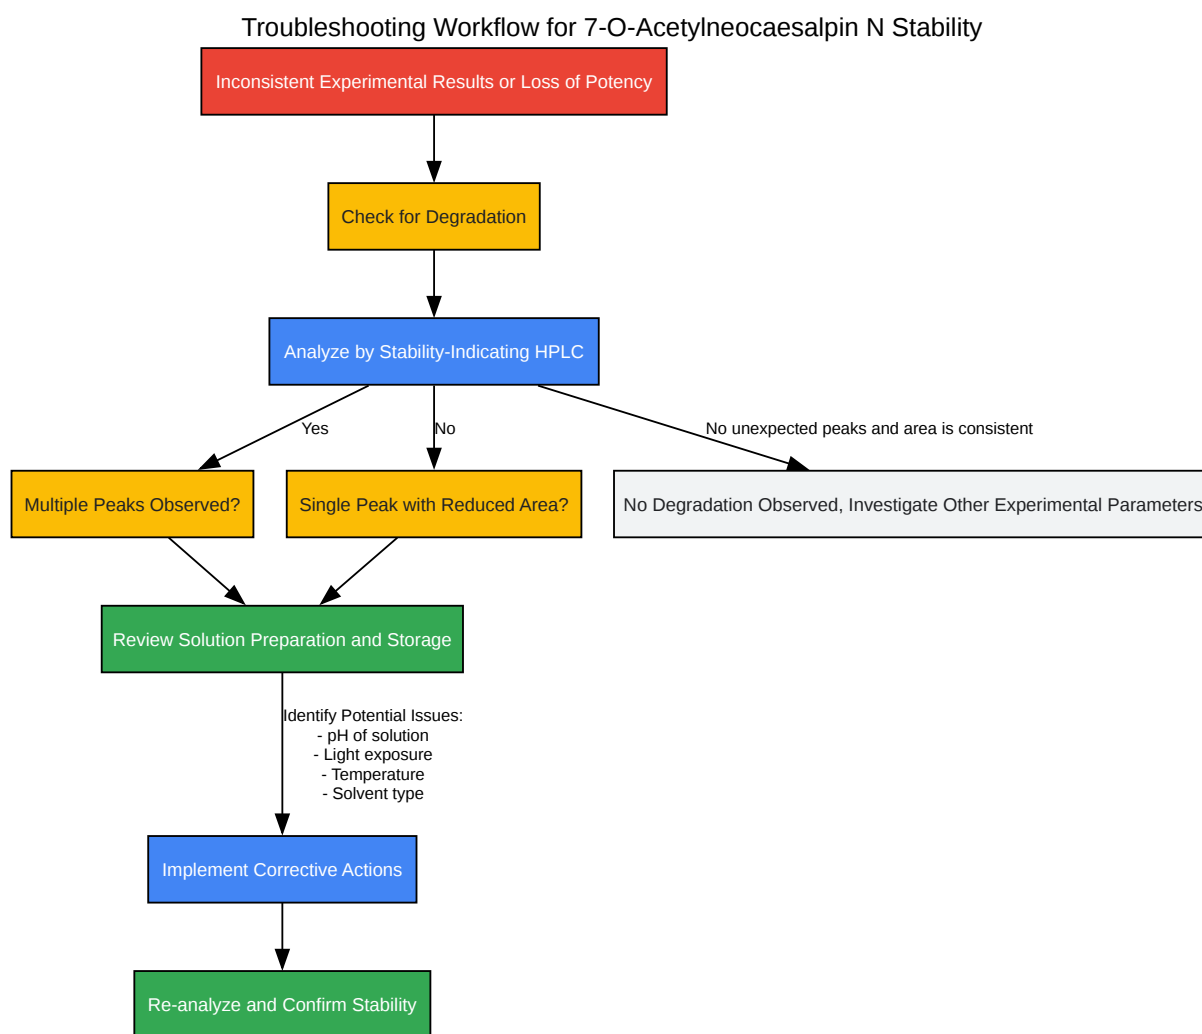 Troubleshooting Workflow for 7-O-Acetylneocaesalpin N Stability
Inconsistent Experimental Results or Loss of Potency
Check for Degradation
Analyze by Stability-Indicating HPLC
Yes
No
No unexpected peaks and area is consistent
Multiple Peaks Observed?
Single Peak with Reduced Area?
No Degradation Observed, Investigate Other Experimental Parameters
Review Solution Preparation and Storage
Identify Potential Issues:
- pH of solution
- Light exposure
- Temperature
- Solvent type
Implement Corrective Actions
Re-analyze and Confirm Stability